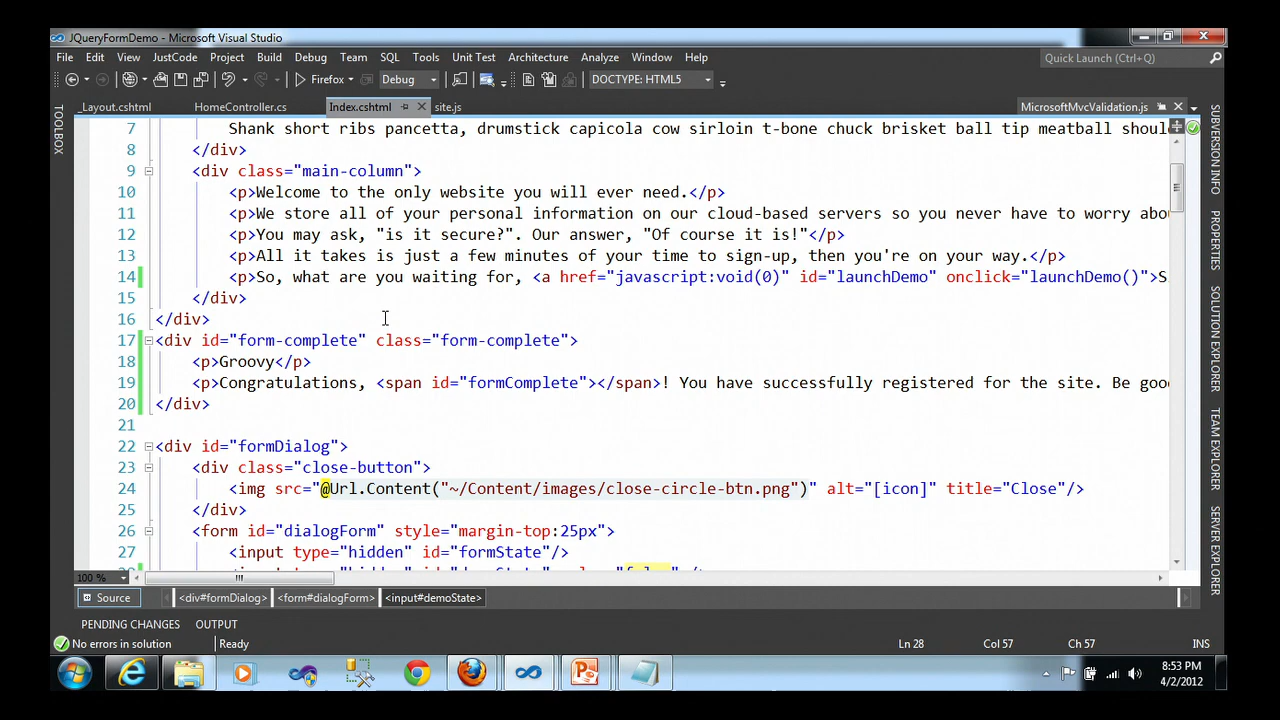 JQueryFormDemo - Microsoft Visual Studio
File Edit View JustCode Project Build Debug Team SQL Tools Unit Test Architecture Analyze Window Help
Quick Launch (Ctrl+Q)
Firefox Debug DOCTYPE: HTML5
_Layout.cshtml HomeController.cs Index.cshtml site.js MicrosoftMvcValidation.js
TOOLBOX
7 Shank short ribs pancetta, drumstick capicola cow sirloin t-bone chuck brisket ball tip meatball shoul
8 </div>
9 <div class="main-column">
10 <p>Welcome to the only website you will ever need.</p>
11 <p>We store all of your personal information on our cloud-based servers so you never have to worry abou
12 <p>You may ask, "is it secure?". Our answer, "Of course it is!"</p>
13 <p>All it takes is just a few minutes of your time to sign-up, then you're on your way.</p>
14 <p>So, what are you waiting for, <a href="javascript:void(0)" id="launchDemo" onclick="launchDemo()">S
15 </div>
16 </div>
17 <div id="form-complete" class="form-complete">
18 <p>Groovy</p>
19 <p>Congratulations, <span id="formComplete"></span>! You have successfully registered for the site. Be good
20 </div>
21
22 <div id="formDialog">
23 <div class="close-button">
24 <img src="@Url.Content("~/Content/images/close-circle-btn.png")" alt="[icon]" title="Close"/>
25 </div>
26 <form id="dialogForm" style="margin-top:25px">
27 <input type="hidden" id="formState"/>
SUBVERSION INFO
PROPERTIES
SOLUTION EXPLORER
TEAM EXPLORER
SERVER EXPLORER
100 %
Source <div#formDialog> <form#dialogForm> <input#demoState>
PENDING CHANGES OUTPUT
No errors in solution Ready Ln 28 Col 57 Ch 57 INS
8:53 PM
4/2/2012